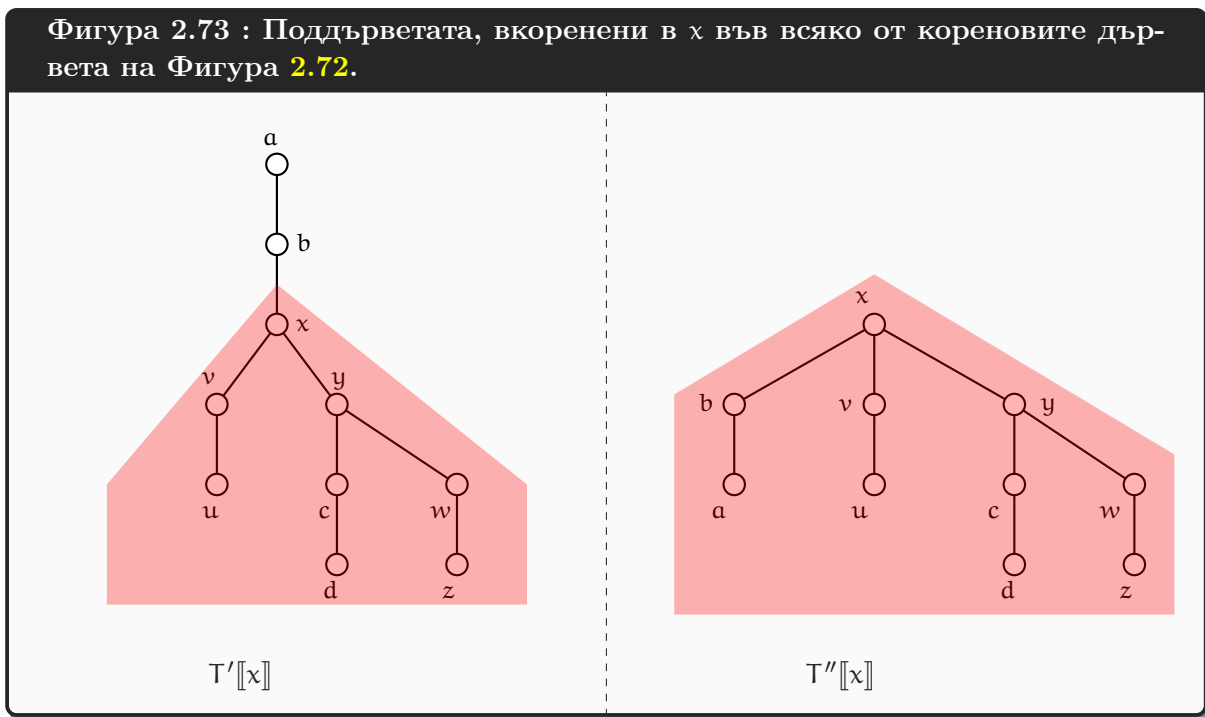 Фигура 2.73 : Поддърветата, вкоренени в x във всяко от кореновите дър-
вета на Фигура 2.72.
a
b
x
v
y
u
c
w
d
z
T′⟦x⟧
x
b
v
y
a
u
c
w
d
z
T″⟦x⟧